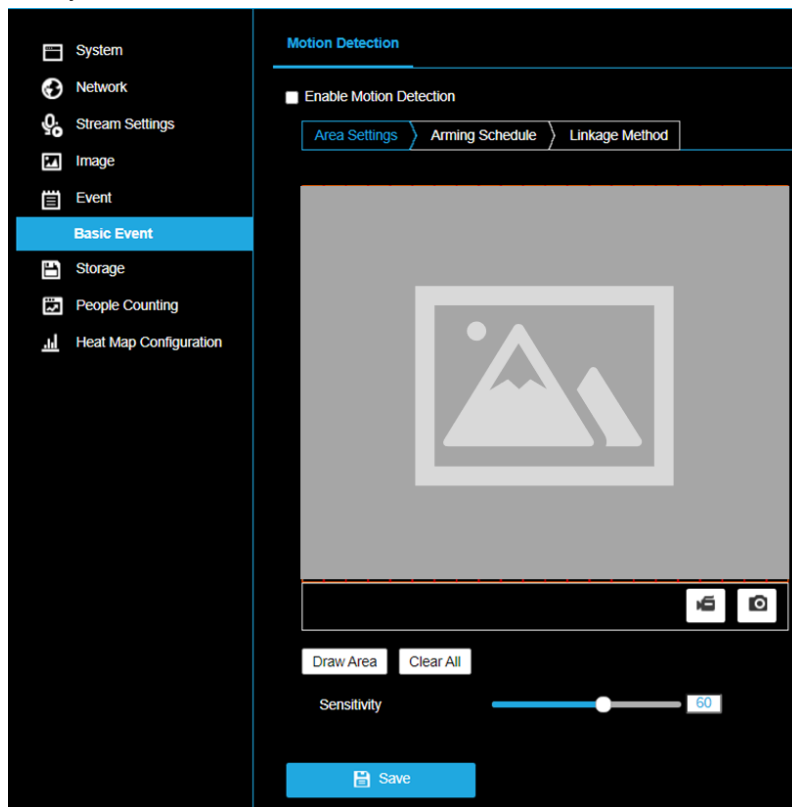 System
Network
Stream Settings
Image
Event
Basic Event
Storage
People Counting
Heat Map Configuration
Motion Detection
Enable Motion Detection
Area Settings Arming Schedule Linkage Method
Draw Area Clear All
Sensitivity 60
Save